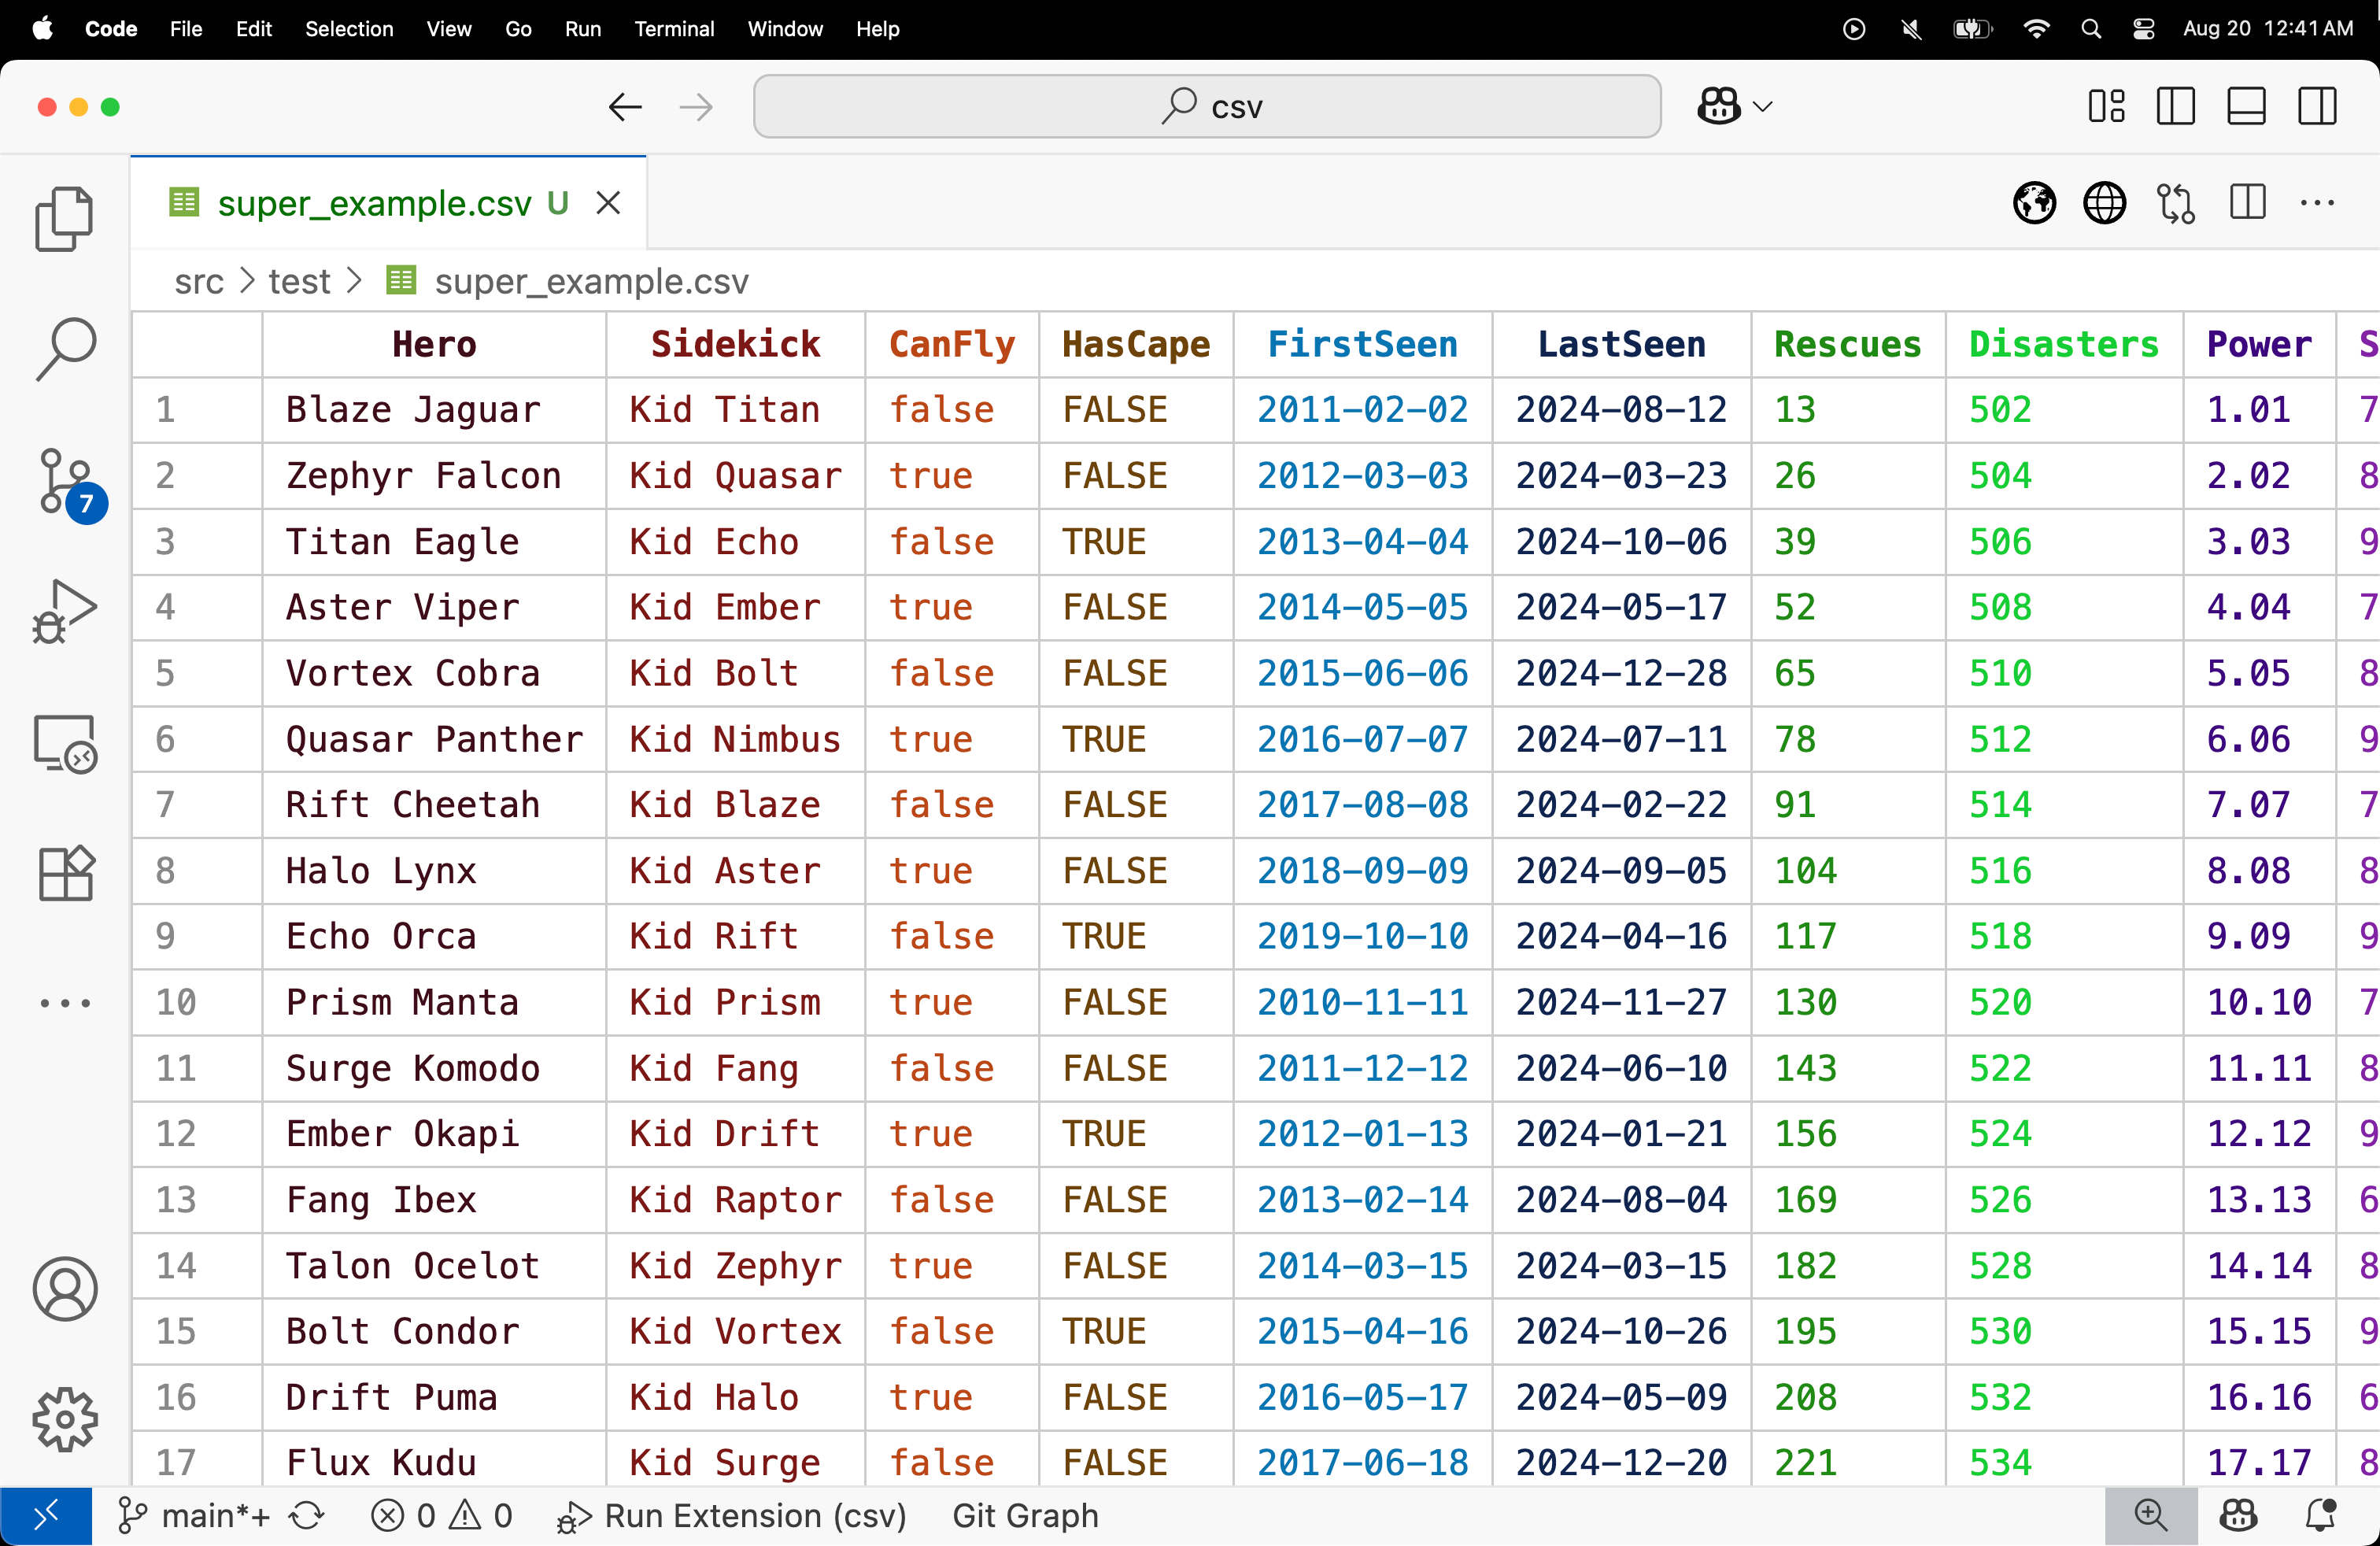 Code File Edit Selection View Go Run Terminal Window Help Aug 20 12:41 AM
csv
super_example.csv U
src > test > super_example.csv
Hero Sidekick CanFly HasCape FirstSeen LastSeen Rescues Disasters Power S
1 Blaze Jaguar Kid Titan false FALSE 2011-02-02 2024-08-12 13 502 1.01 7
2 Zephyr Falcon Kid Quasar true FALSE 2012-03-03 2024-03-23 26 504 2.02 8
3 Titan Eagle Kid Echo false TRUE 2013-04-04 2024-10-06 39 506 3.03 9
4 Aster Viper Kid Ember true FALSE 2014-05-05 2024-05-17 52 508 4.04 7
5 Vortex Cobra Kid Bolt false FALSE 2015-06-06 2024-12-28 65 510 5.05 8
6 Quasar Panther Kid Nimbus true TRUE 2016-07-07 2024-07-11 78 512 6.06 9
7 Rift Cheetah Kid Blaze false FALSE 2017-08-08 2024-02-22 91 514 7.07 7
8 Halo Lynx Kid Aster true FALSE 2018-09-09 2024-09-05 104 516 8.08 8
9 Echo Orca Kid Rift false TRUE 2019-10-10 2024-04-16 117 518 9.09 9
10 Prism Manta Kid Prism true FALSE 2010-11-11 2024-11-27 130 520 10.10 7
11 Surge Komodo Kid Fang false FALSE 2011-12-12 2024-06-10 143 522 11.11 8
12 Ember Okapi Kid Drift true TRUE 2012-01-13 2024-01-21 156 524 12.12 9
13 Fang Ibex Kid Raptor false FALSE 2013-02-14 2024-08-04 169 526 13.13 6
14 Talon Ocelot Kid Zephyr true FALSE 2014-03-15 2024-03-15 182 528 14.14 8
15 Bolt Condor Kid Vortex false TRUE 2015-04-16 2024-10-26 195 530 15.15 9
16 Drift Puma Kid Halo true FALSE 2016-05-17 2024-05-09 208 532 16.16 6
17 Flux Kudu Kid Surge false FALSE 2017-06-18 2024-12-20 221 534 17.17 8
7
main*+ 0 0 Run Extension (csv) Git Graph